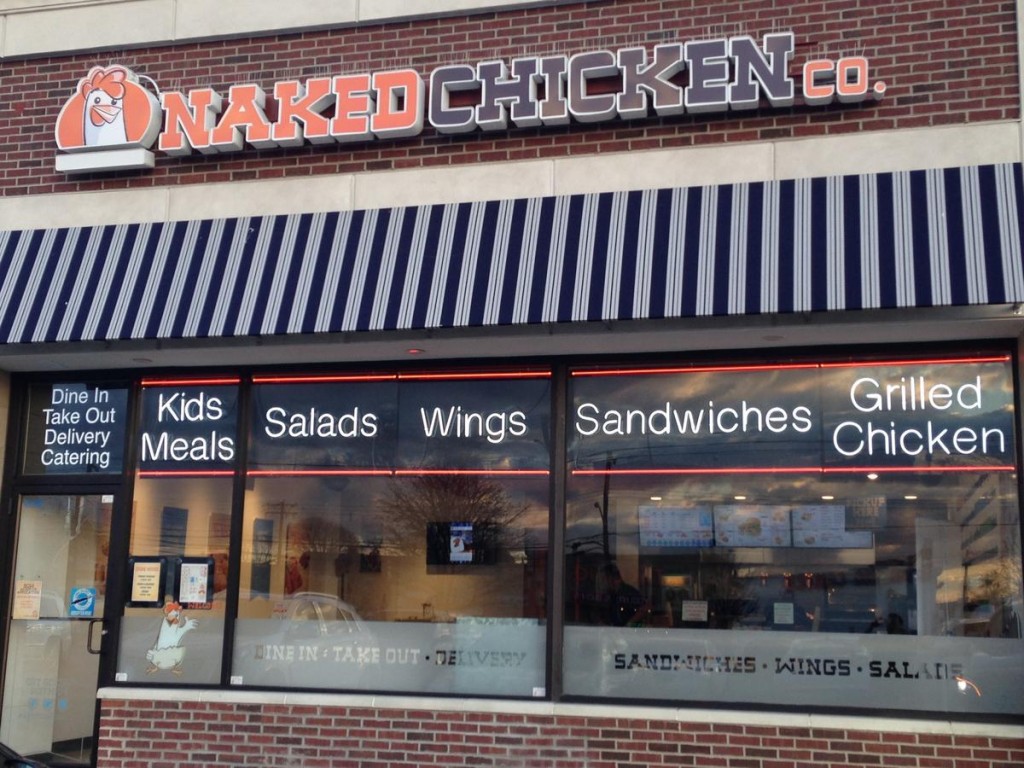 NAKED CHICKEN CO.
Dine In
Take Out
Delivery
Catering
Kids
Meals
Salads
Wings
Sandwiches
Grilled
Chicken
DINE IN • TAKE OUT • DELIVERY
SANDWICHES • WINGS • SALADS